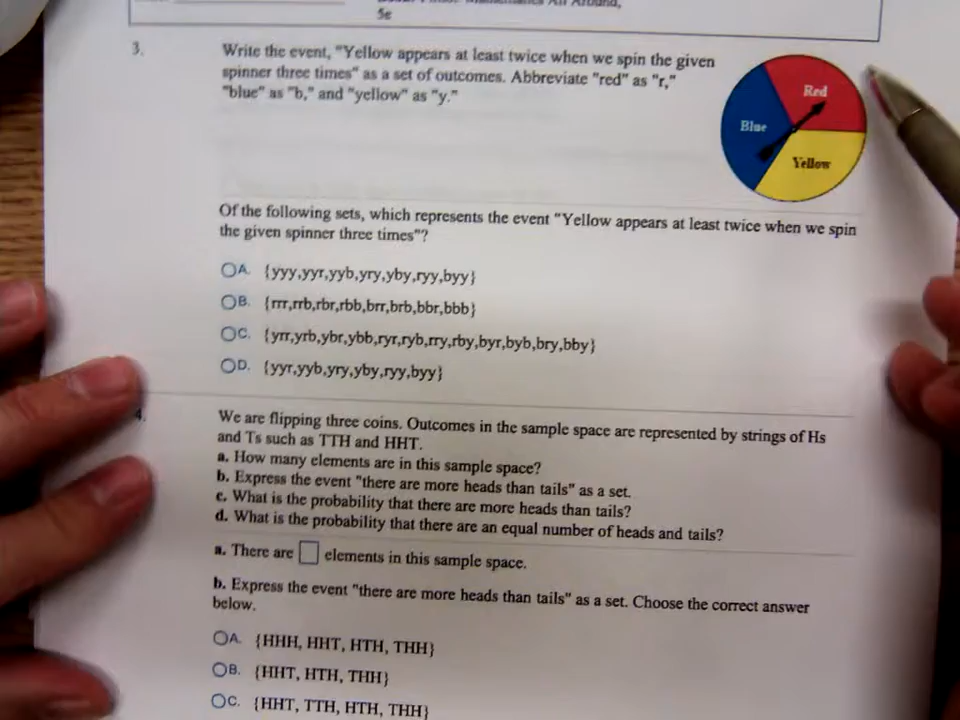 5e
3. Write the event, "Yellow appears at least twice when we spin the given
spinner three times" as a set of outcomes. Abbreviate "red" as "r,"
"blue" as "b," and "yellow" as "y."
Red
Blue
Yellow
Of the following sets, which represents the event "Yellow appears at least twice when we spin
the given spinner three times"?
A. {yyy,yyr,yyb,yry,yby,ryy,byy}
B. {rrr,rrb,rbr,rbb,brr,brb,bbr,bbb}
C. {yrr,yrb,ybr,ybb,ryr,ryb,rry,rby,byr,byb,bry,bby}
D. {yyr,yyb,yry,yby,ryy,byy}
4. We are flipping three coins. Outcomes in the sample space are represented by strings of Hs
and Ts such as TTH and HHT.
a. How many elements are in this sample space?
b. Express the event "there are more heads than tails" as a set.
c. What is the probability that there are more heads than tails?
d. What is the probability that there are an equal number of heads and tails?
a. There are elements in this sample space.
b. Express the event "there are more heads than tails" as a set. Choose the correct answer
below.
A. {HHH, HHT, HTH, THH}
B. {HHT, HTH, THH}
C. {HHT, TTH, HTH, THH}